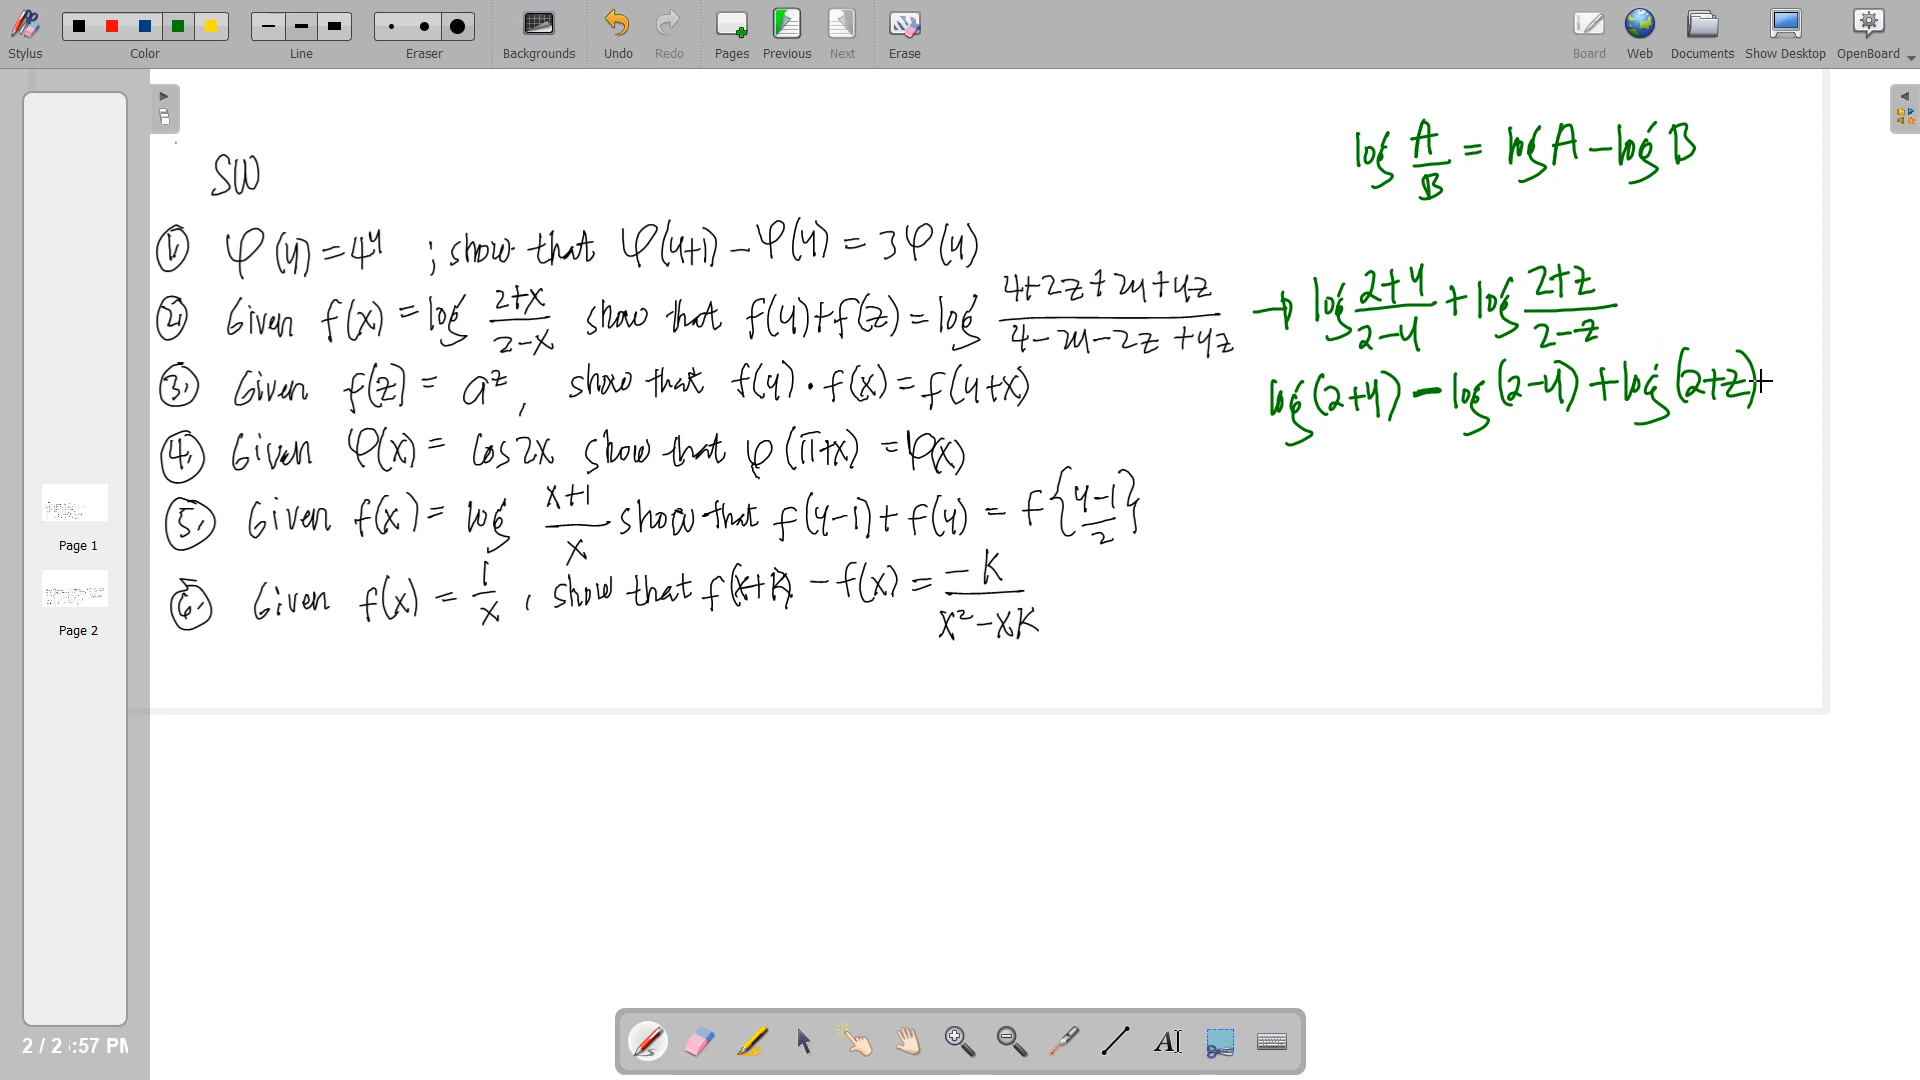 Stylus Color Line Eraser Backgrounds Undo Redo Pages Previous Next Erase Board Web Documents Show Desktop OpenBoard
SW
log A/B = log A - log B
① φ(y) = 4^y ; show that φ(y+1) - φ(y) = 3φ(y)
② Given f(x) = log (2+x)/(2-x) show that f(y)+f(z) = log (4+2z+2y+yz)/(4-2y-2z+yz) → log (2+y)/(2-y) + log (2+z)/(2-z)
log(2+y) - log(2-y) + log(2+z)
③ Given f(z) = a^z, show that f(y) · f(x) = f(y+x)
④ Given φ(x) = cos 2x show that φ(π+x) = φ(x)
⑤ Given f(x) = log (x+1)/x show that f(y-1) + f(y) = f{(y-1)/2}
⑥ Given f(x) = 1/x, show that f(x+k) - f(x) = -k/(x² - xk)
Page 1
Page 2
2 / 2 :57 PM
AI